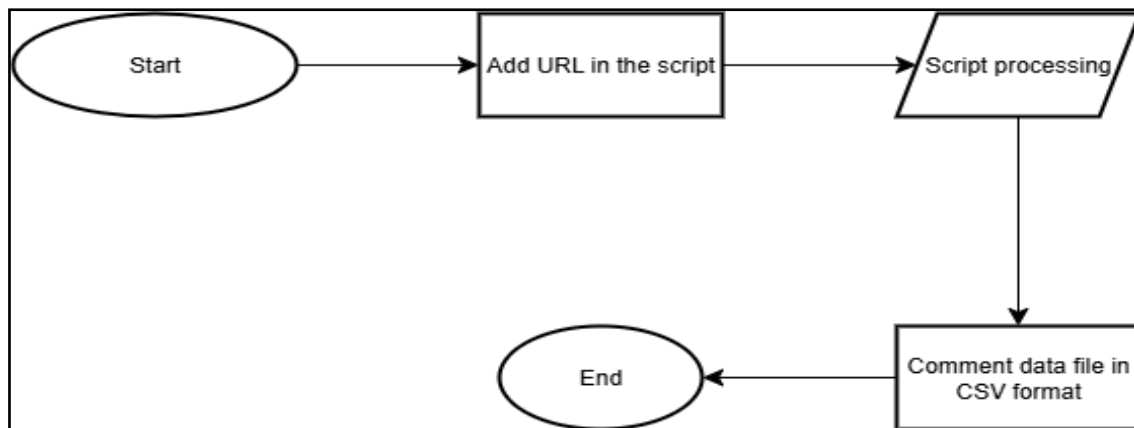 Start
Add URL in the script
Script processing
Comment data file in
CSV format
End